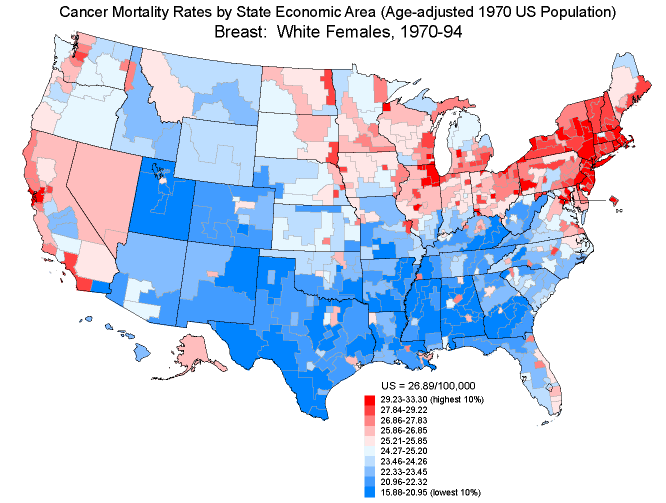 Cancer Mortality Rates by State Economic Area (Age-adjusted 1970 US Population)
Breast: White Females, 1970-94
US = 26.89/100,000
29.23-33.30 (highest 10%)
27.84-29.22
26.86-27.83
25.86-26.85
25.21-25.85
24.27-25.20
23.46-24.26
22.33-23.45
20.96-22.32
15.88-20.95 (lowest 10%)